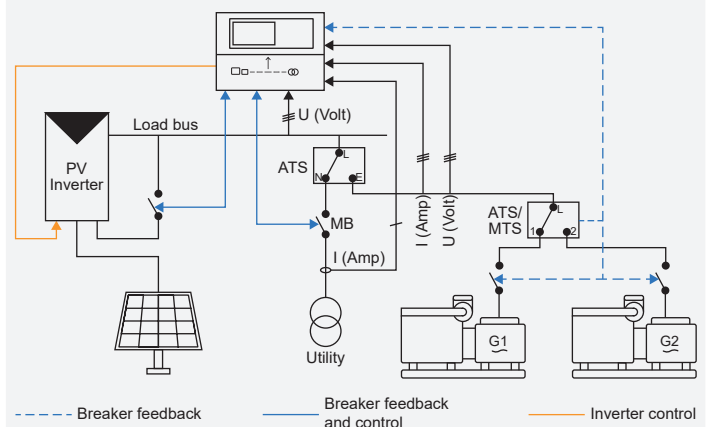 U (Volt)
Load bus
PV
Inverter
ATS
L
N
E
MB
I (Amp)
I (Amp)
U (Volt)
ATS/
MTS
L
1
2
Utility
G1
G2
Breaker feedback
Breaker feedback
and control
Inverter control